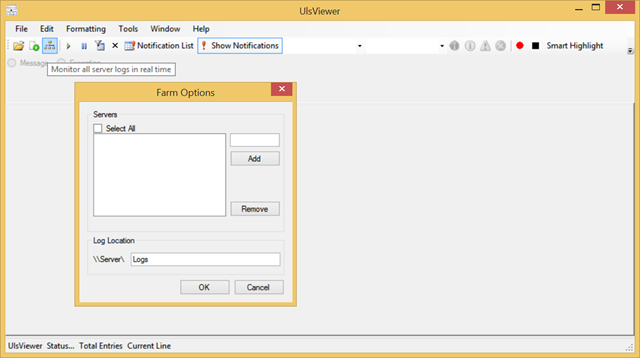 UlsViewer
File Edit Formatting Tools Window Help
Notification List Show Notifications Smart Highlight
Message
Monitor all server logs in real time
Farm Options
Servers
Select All
Add
Remove
Log Location
\\Server\ Logs
OK Cancel
UlsViewer Status... Total Entries Current Line